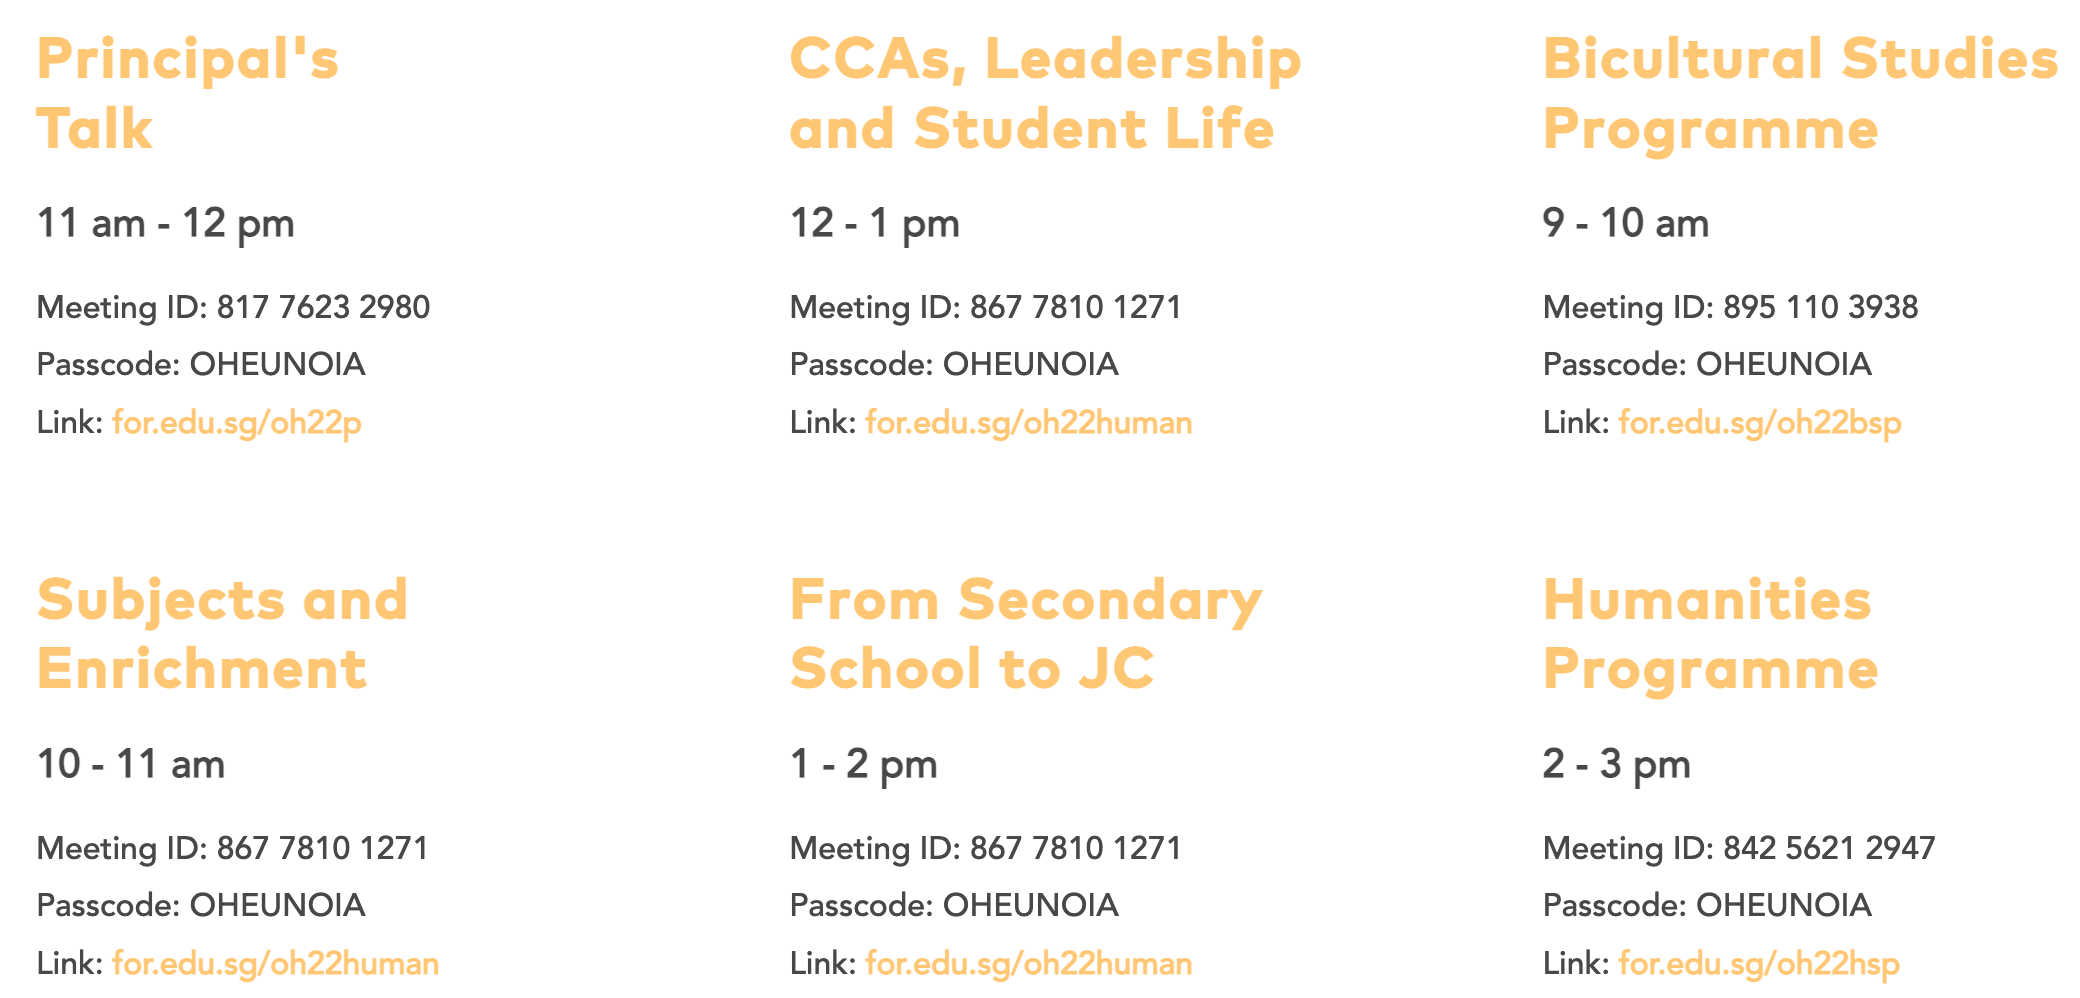 Principal's
Talk
11 am - 12 pm
Meeting ID: 817 7623 2980
Passcode: OHEUNOIA
Link: for.edu.sg/oh22p
CCAs, Leadership
and Student Life
12 - 1 pm
Meeting ID: 867 7810 1271
Passcode: OHEUNOIA
Link: for.edu.sg/oh22human
Bicultural Studies
Programme
9 - 10 am
Meeting ID: 895 110 3938
Passcode: OHEUNOIA
Link: for.edu.sg/oh22bsp
Subjects and
Enrichment
10 - 11 am
Meeting ID: 867 7810 1271
Passcode: OHEUNOIA
Link: for.edu.sg/oh22human
From Secondary
School to JC
1 - 2 pm
Meeting ID: 867 7810 1271
Passcode: OHEUNOIA
Link: for.edu.sg/oh22human
Humanities
Programme
2 - 3 pm
Meeting ID: 842 5621 2947
Passcode: OHEUNOIA
Link: for.edu.sg/oh22hsp